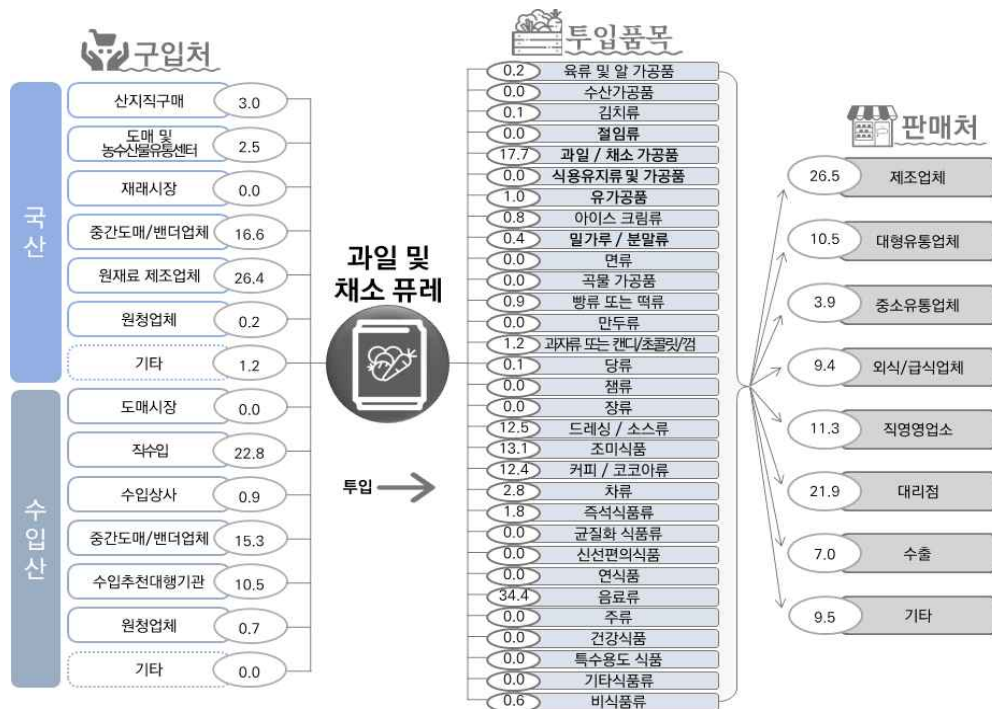 구입처
국산
산지직구매 3.0
도매 및
농수산물유통센터 2.5
재래시장 0.0
중간도매/밴더업체 16.6
원재료 제조업체 26.4
원청업체 0.2
기타 1.2
수입산
도매시장 0.0
직수입 22.8
수입상사 0.9
중간도매/밴더업체 15.3
수입추천대행기관 10.5
원청업체 0.7
기타 0.0
과일 및
채소 퓨레
투입
투입품목
0.2 육류 및 알 가공품
0.0 수산가공품
0.1 김치류
0.0 절임류
17.7 과일 / 채소 가공품
0.0 식용유지류 및 가공품
1.0 유가공품
0.8 아이스 크림류
0.4 밀가루 / 분말류
0.0 면류
0.0 곡물 가공품
0.9 빵류 또는 떡류
0.0 만두류
1.2 과자류 또는 캔디/초콜릿/껌
0.1 당류
0.0 잼류
0.0 장류
12.5 드레싱 / 소스류
13.1 조미식품
12.4 커피 / 코코아류
2.8 차류
1.8 즉석식품류
0.0 균질화 식품류
0.0 신선편의식품
0.0 연식품
34.4 음료류
0.0 주류
0.0 건강식품
0.0 특수용도 식품
0.0 기타식품류
0.6 비식품류
판매처
26.5 제조업체
10.5 대형유통업체
3.9 중소유통업체
9.4 외식/급식업체
11.3 직영영업소
21.9 대리점
7.0 수출
9.5 기타